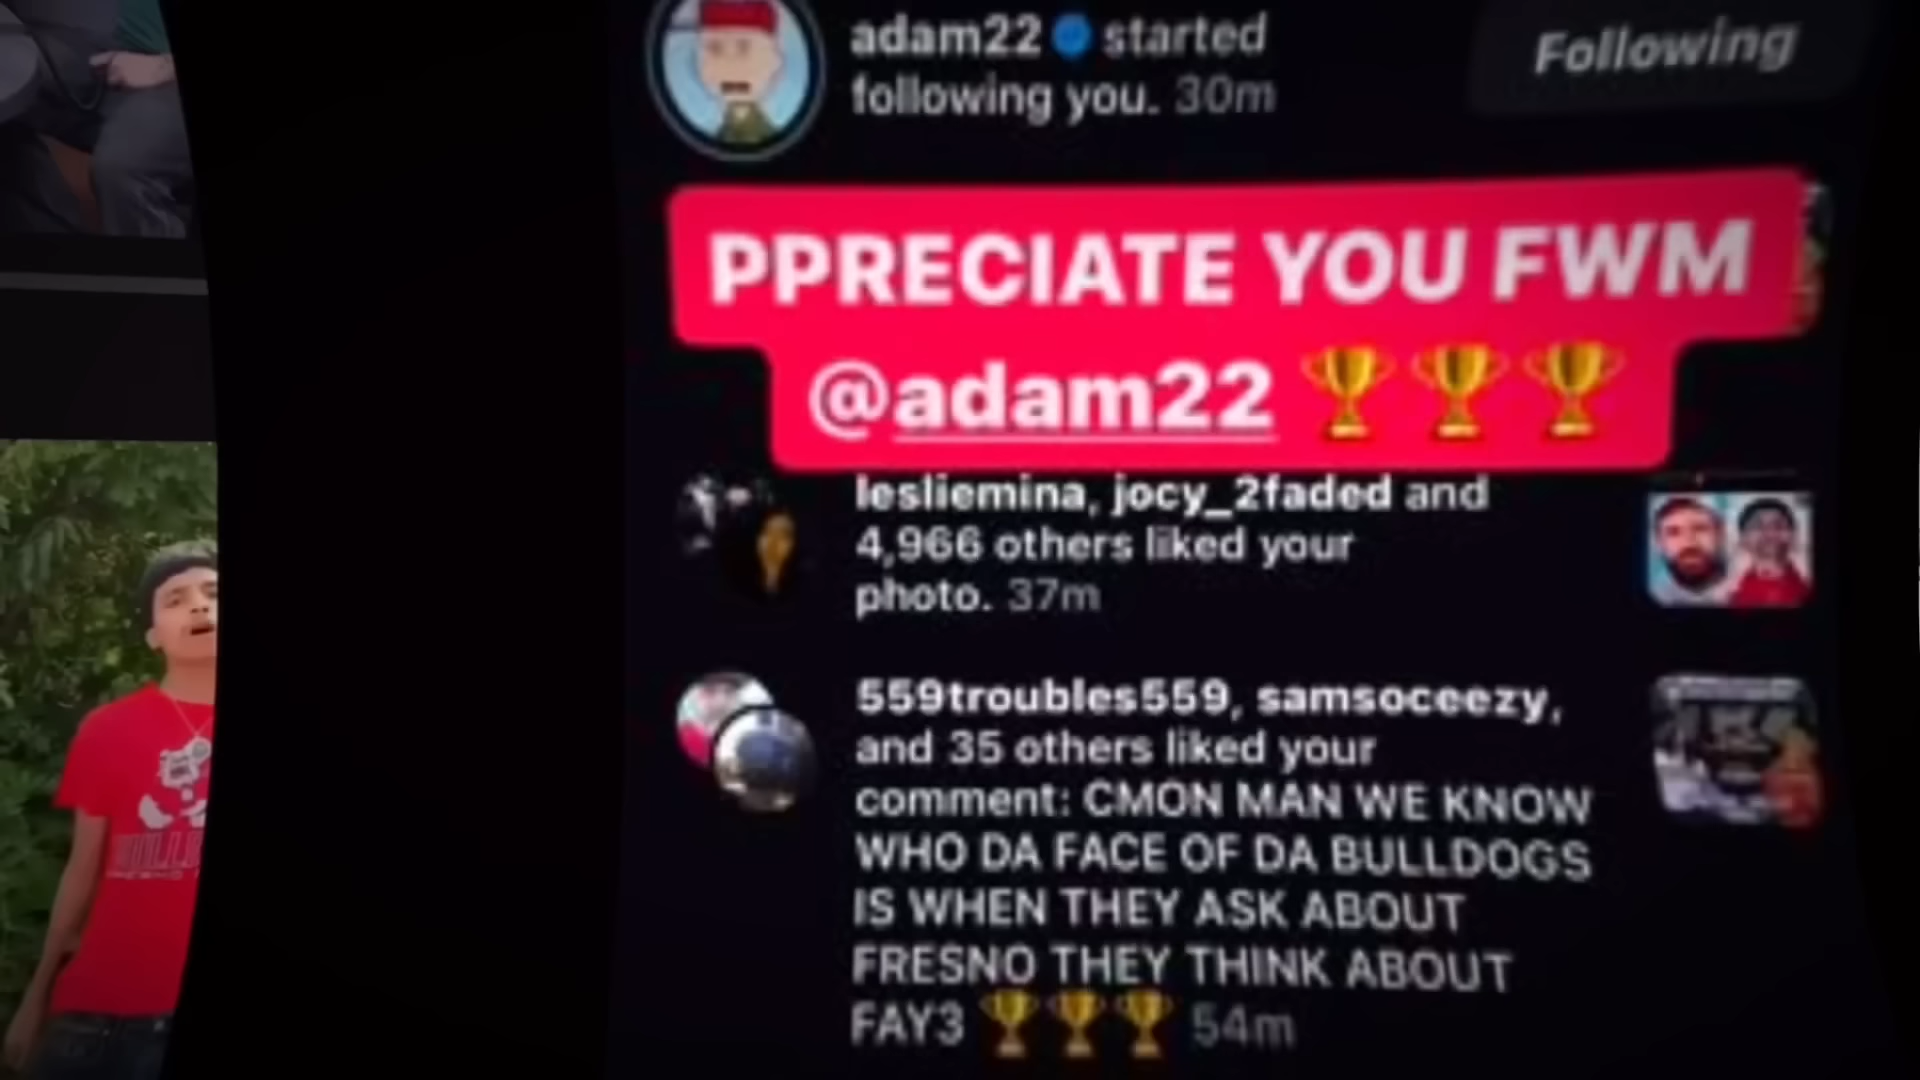 adam22 started
following you. 30m
Following
PPRECIATE YOU FWM
@adam22 🏆🏆🏆
lesliemina, jocy_2faded and
4,966 others liked your
photo. 37m
559troubles559, samsoceezy,
and 35 others liked your
comment: CMON MAN WE KNOW
WHO DA FACE OF DA BULLDOGS
IS WHEN THEY ASK ABOUT
FRESNO THEY THINK ABOUT
FAY3 🏆🏆🏆 54m